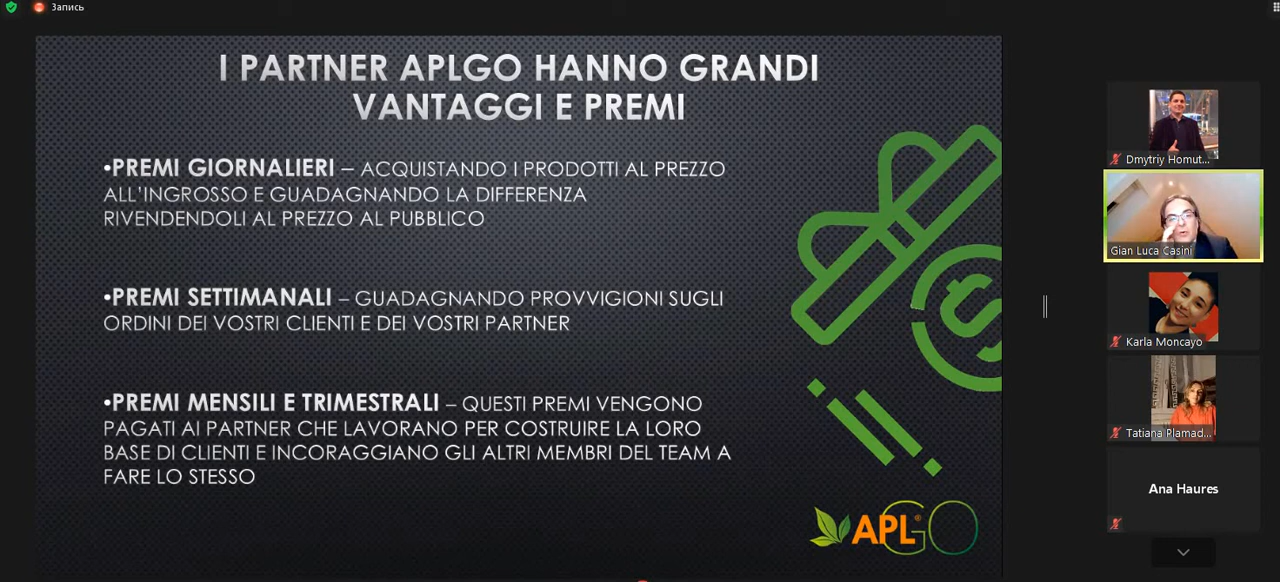 Запись
I PARTNER APLGO HANNO GRANDI
VANTAGGI E PREMI
•PREMI GIORNALIERI – ACQUISTANDO I PRODOTTI AL PREZZO
ALL'INGROSSO E GUADAGNANDO LA DIFFERENZA
RIVENDENDOLI AL PREZZO AL PUBBLICO
•PREMI SETTIMANALI – GUADAGNANDO PROVVIGIONI SUGLI
ORDINI DEI VOSTRI CLIENTI E DEI VOSTRI PARTNER
•PREMI MENSILI E TRIMESTRALI – QUESTI PREMI VENGONO
PAGATI AI PARTNER CHE LAVORANO PER COSTRUIRE LA LORO
BASE DI CLIENTI E INCORAGGIANO GLI ALTRI MEMBRI DEL TEAM A
FARE LO STESSO
APL®GO
Dmytriy Homut...
Gian Luca Casini
Karla Moncayo
Tatiana Plamad...
Ana Haures